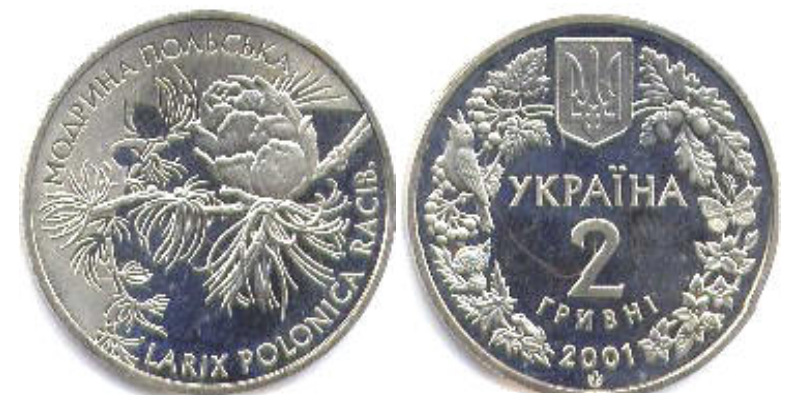 МОДРИНА ПОЛЬСЬКА
LARIX POLONICA RACIB.
УКРАЇНА
2
ГРИВНІ
2001